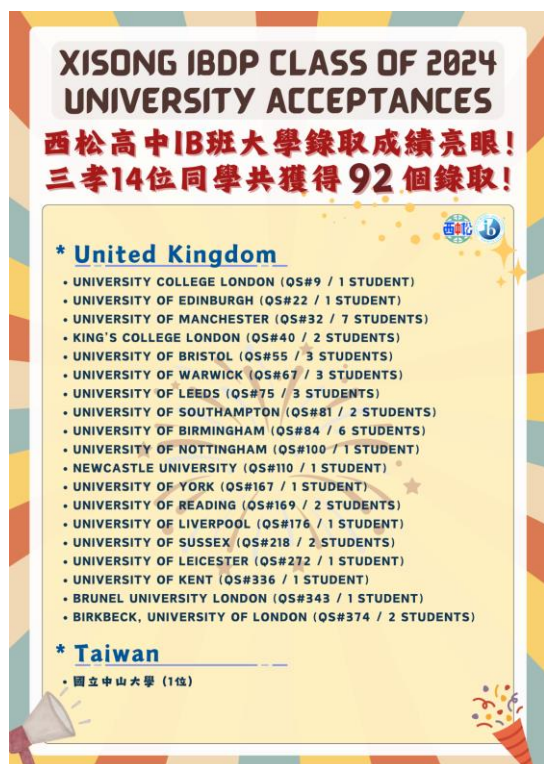 XISONG IBDP CLASS OF 2024
UNIVERSITY ACCEPTANCES
西松高中IB班大學錄取成績亮眼!
三孝14位同學共獲得92個錄取!
西松 ib
* United Kingdom
• UNIVERSITY COLLEGE LONDON (QS#9 / 1 STUDENT)
• UNIVERSITY OF EDINBURGH (QS#22 / 1 STUDENT)
• UNIVERSITY OF MANCHESTER (QS#32 / 7 STUDENTS)
• KING'S COLLEGE LONDON (QS#40 / 2 STUDENTS)
• UNIVERSITY OF BRISTOL (QS#55 / 3 STUDENTS)
• UNIVERSITY OF WARWICK (QS#67 / 3 STUDENTS)
• UNIVERSITY OF LEEDS (QS#75 / 3 STUDENTS)
• UNIVERSITY OF SOUTHAMPTON (QS#81 / 2 STUDENTS)
• UNIVERSITY OF BIRMINGHAM (QS#84 / 6 STUDENTS)
• UNIVERSITY OF NOTTINGHAM (QS#100 / 1 STUDENT)
• NEWCASTLE UNIVERSITY (QS#110 / 1 STUDENT)
• UNIVERSITY OF YORK (QS#167 / 1 STUDENT)
• UNIVERSITY OF READING (QS#169 / 2 STUDENTS)
• UNIVERSITY OF LIVERPOOL (QS#176 / 1 STUDENT)
• UNIVERSITY OF SUSSEX (QS#218 / 2 STUDENTS)
• UNIVERSITY OF LEICESTER (QS#272 / 1 STUDENT)
• UNIVERSITY OF KENT (QS#336 / 1 STUDENT)
• BRUNEL UNIVERSITY LONDON (QS#343 / 1 STUDENT)
• BIRKBECK, UNIVERSITY OF LONDON (QS#374 / 2 STUDENTS)
* Taiwan
• 國立中山大學 (1位)